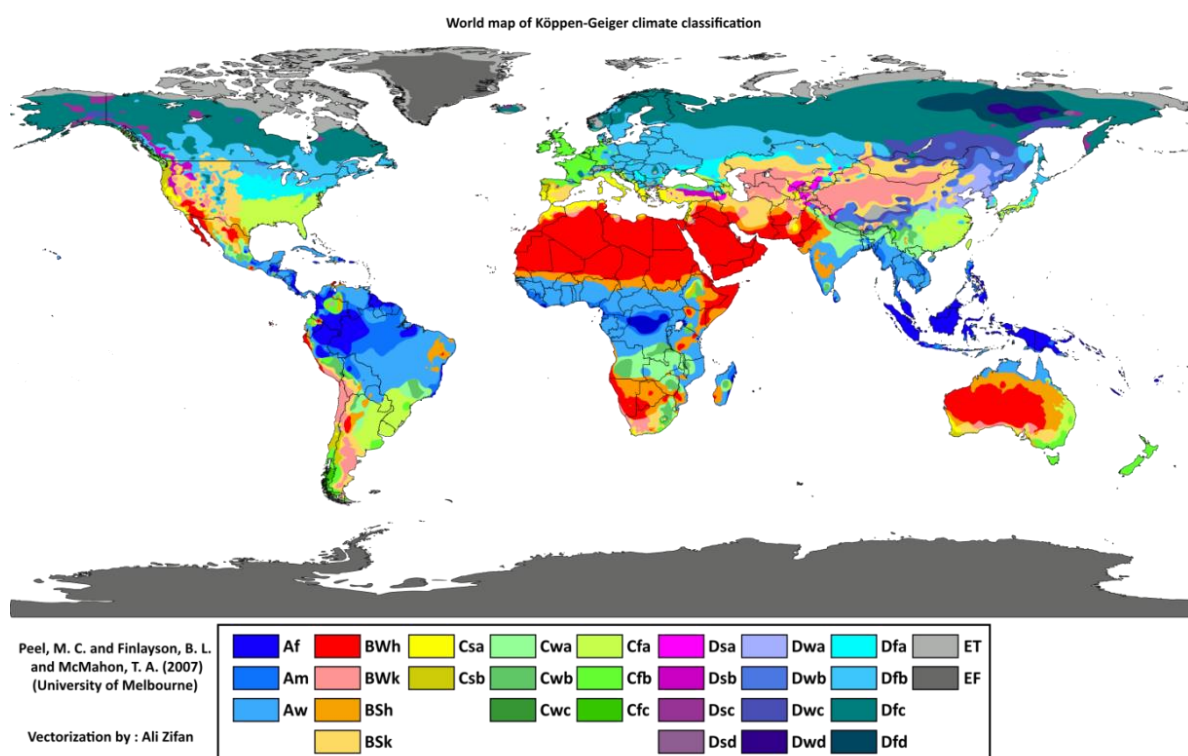 World map of Köppen-Geiger climate classification
Peel, M. C. and Finlayson, B. L.
and McMahon, T. A. (2007)
(University of Melbourne)
Vectorization by : Ali Zifan
Af BWh Csa Cwa Cfa Dsa Dwa Dfa ET
Am BWk Csb Cwb Cfb Dsb Dwb Dfb EF
Aw BSh Cwc Cfc Dsc Dwc Dfc
BSk Dsd Dwd Dfd